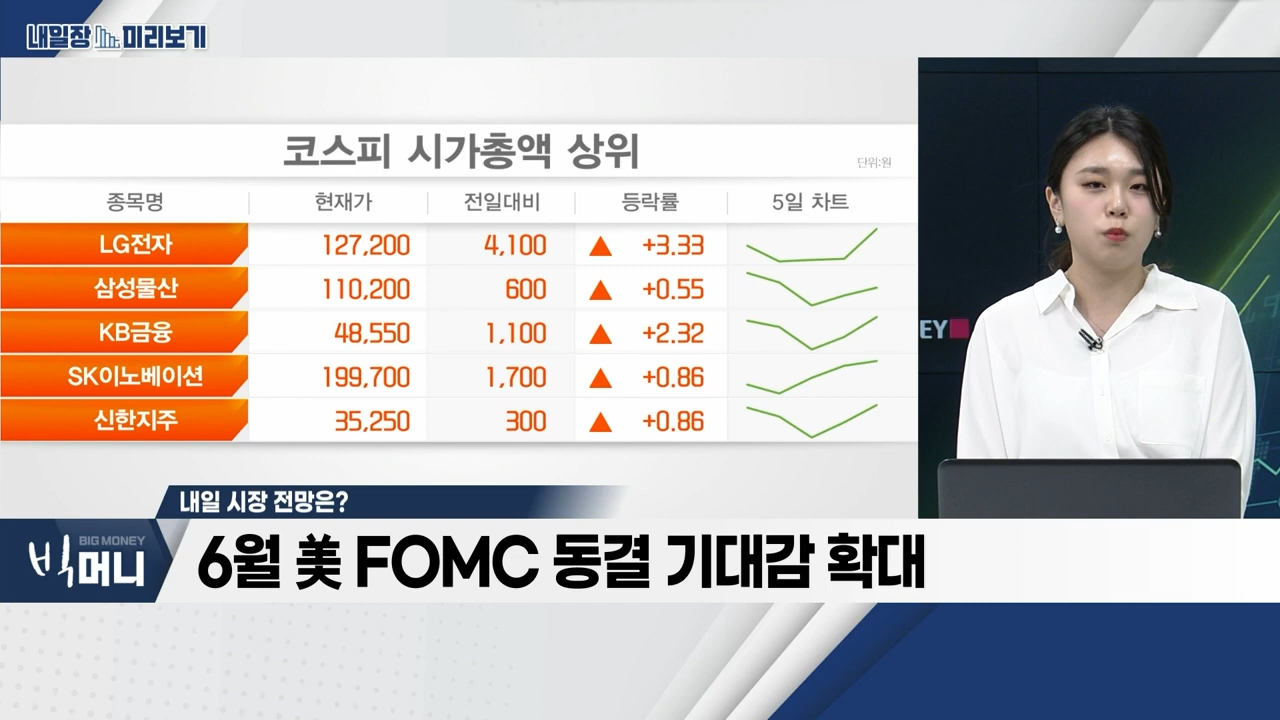 내일장 미리보기
코스피 시가총액 상위
단위:원
종목명 현재가 전일대비 등락률 5일 차트
LG전자 127,200 4,100 ▲ +3.33
삼성물산 110,200 600 ▲ +0.55
KB금융 48,550 1,100 ▲ +2.32
SK이노베이션 199,700 1,700 ▲ +0.86
신한지주 35,250 300 ▲ +0.86
EY
내일 시장 전망은?
BIG MONEY
빅머니
6월 美 FOMC 동결 기대감 확대